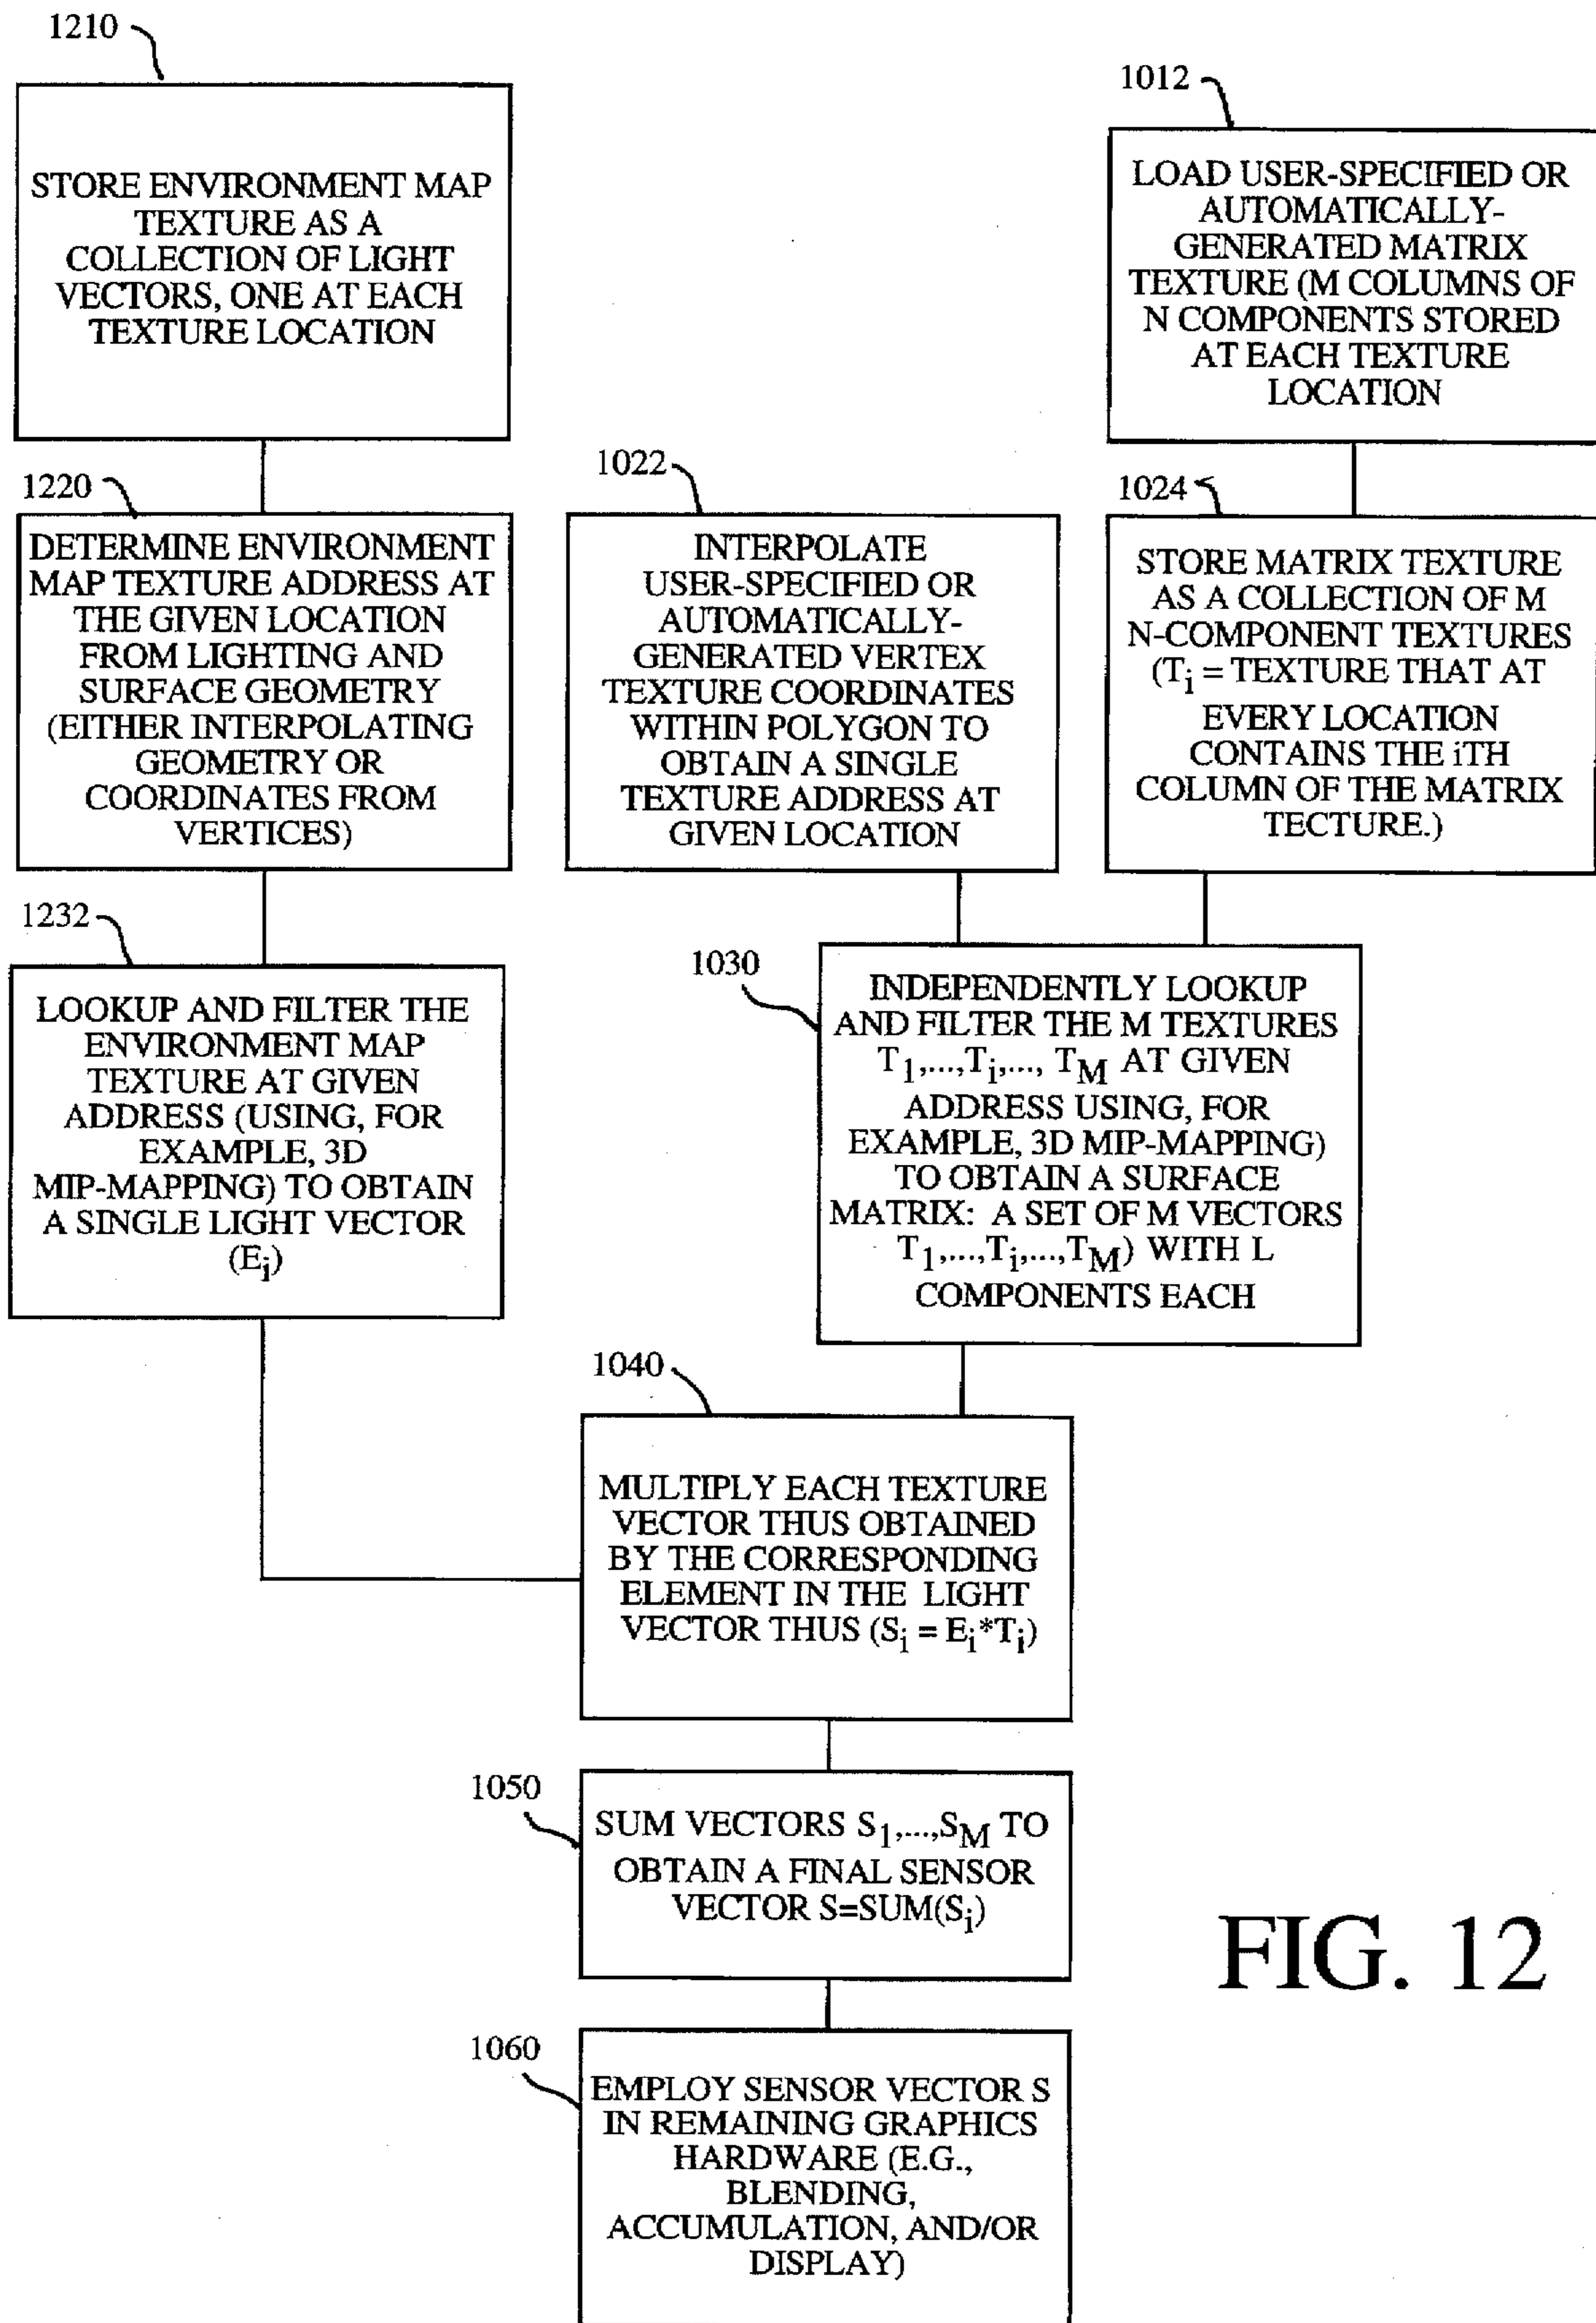 1210
STORE ENVIRONMENT MAP
TEXTURE AS A
COLLECTION OF LIGHT
VECTORS, ONE AT EACH
TEXTURE LOCATION
1012
LOAD USER-SPECIFIED OR
AUTOMATICALLY-
GENERATED MATRIX
TEXTURE (M COLUMNS OF
N COMPONENTS STORED
AT EACH TEXTURE
LOCATION
1220
DETERMINE ENVIRONMENT
MAP TEXTURE ADDRESS AT
THE GIVEN LOCATION
FROM LIGHTING AND
SURFACE GEOMETRY
(EITHER INTERPOLATING
GEOMETRY OR
COORDINATES FROM
VERTICES)
1022
INTERPOLATE
USER-SPECIFIED OR
AUTOMATICALLY-
GENERATED VERTEX
TEXTURE COORDINATES
WITHIN POLYGON TO
OBTAIN A SINGLE
TEXTURE ADDRESS AT
GIVEN LOCATION
1024
STORE MATRIX TEXTURE
AS A COLLECTION OF M
N-COMPONENT TEXTURES
(Ti = TEXTURE THAT AT
EVERY LOCATION
CONTAINS THE iTH
COLUMN OF THE MATRIX
TECTURE.)
1232
LOOKUP AND FILTER THE
ENVIRONMENT MAP
TEXTURE AT GIVEN
ADDRESS (USING, FOR
EXAMPLE, 3D
MIP-MAPPING) TO OBTAIN
A SINGLE LIGHT VECTOR
(Ei)
1030
INDEPENDENTLY LOOKUP
AND FILTER THE M TEXTURES
T1,...,Ti,..., TM AT GIVEN
ADDRESS USING, FOR
EXAMPLE, 3D MIP-MAPPING)
TO OBTAIN A SURFACE
MATRIX: A SET OF M VECTORS
T1,...,Ti,...,TM) WITH L
COMPONENTS EACH
1040
MULTIPLY EACH TEXTURE
VECTOR THUS OBTAINED
BY THE CORRESPONDING
ELEMENT IN THE LIGHT
VECTOR THUS (Si = Ei*Ti)
1050
SUM VECTORS S1,...,SM TO
OBTAIN A FINAL SENSOR
VECTOR S=SUM(Si)
1060
EMPLOY SENSOR VECTOR S
IN REMAINING GRAPHICS
HARDWARE (E.G.,
BLENDING,
ACCUMULATION, AND/OR
DISPLAY)
FIG. 12